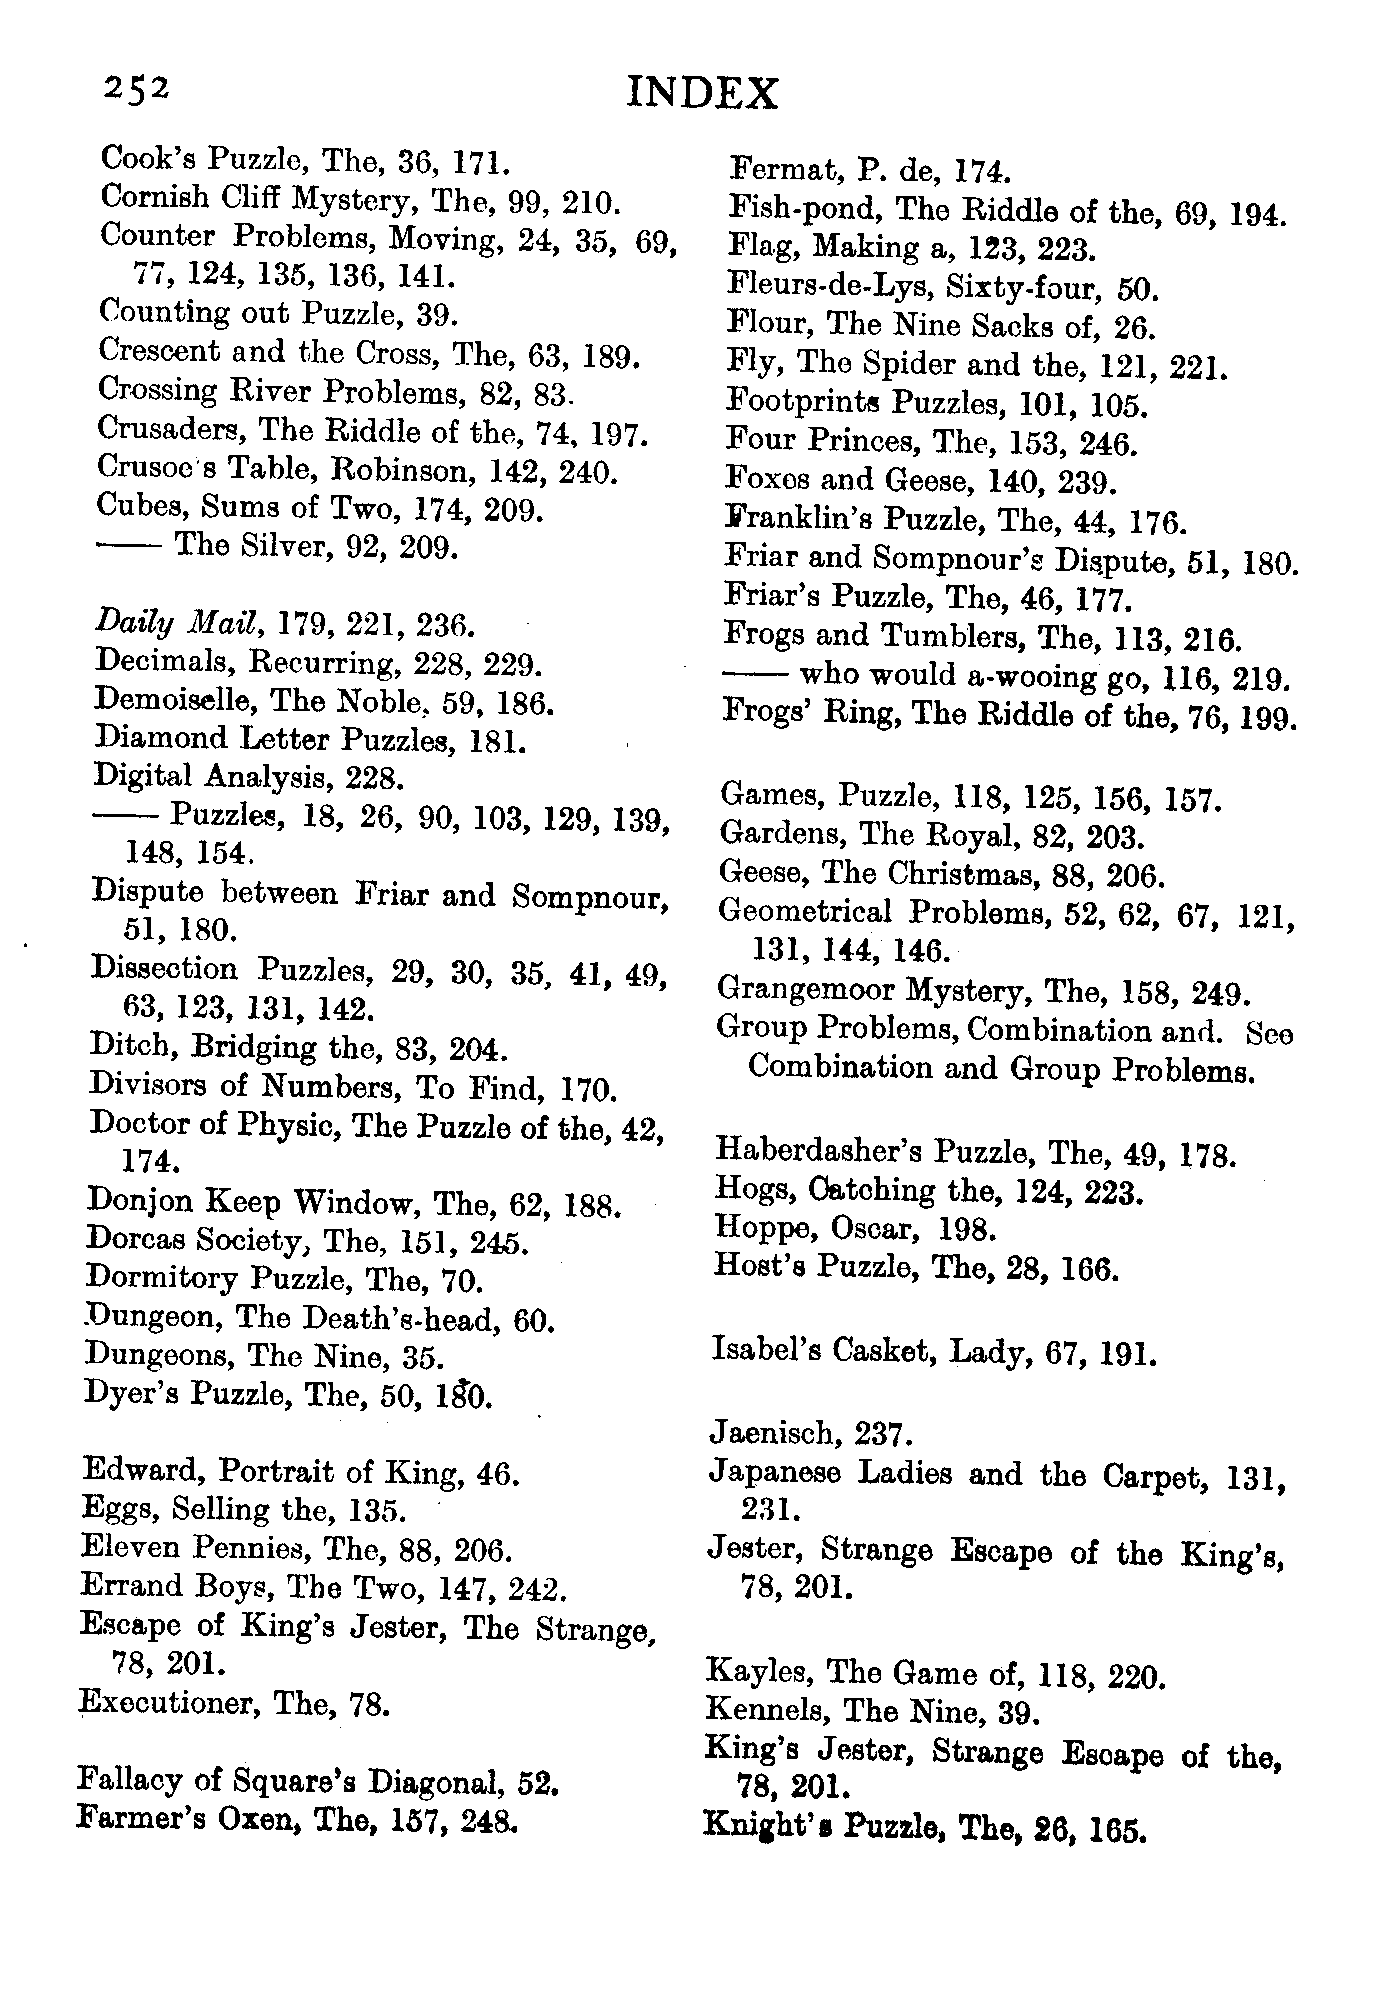 252
INDEX
Cook's Puzzle, The, 36, 171.
Cornish Cliff Mystery, The, 99, 210.
Counter Problems, Moving, 24, 35, 69,
77, 124, 135, 136, 141.
Counting out Puzzle, 39.
Crescent and the Cross, The, 63, 189.
Crossing River Problems, 82, 83.
Crusaders, The Riddle of the, 74, 197.
Crusoe's Table, Robinson, 142, 240.
Cubes, Sums of Two, 174, 209.
—— The Silver, 92, 209.
Daily Mail, 179, 221, 236.
Decimals, Recurring, 228, 229.
Demoiselle, The Noble, 59, 186.
Diamond Letter Puzzles, 181.
Digital Analysis, 228.
—— Puzzles, 18, 26, 90, 103, 129, 139,
148, 154.
Dispute between Friar and Sompnour,
51, 180.
Dissection Puzzles, 29, 30, 35, 41, 49,
63, 123, 131, 142.
Ditch, Bridging the, 83, 204.
Divisors of Numbers, To Find, 170.
Doctor of Physic, The Puzzle of the, 42,
174.
Donjon Keep Window, The, 62, 188.
Dorcas Society, The, 151, 245.
Dormitory Puzzle, The, 70.
Dungeon, The Death's-head, 60.
Dungeons, The Nine, 35.
Dyer's Puzzle, The, 50, 180.
Edward, Portrait of King, 46.
Eggs, Selling the, 135.
Eleven Pennies, The, 88, 206.
Errand Boys, The Two, 147, 242.
Escape of King's Jester, The Strange,
78, 201.
Executioner, The, 78.
Fallacy of Square's Diagonal, 52.
Farmer's Oxen, The, 157, 248.
Fermat, P. de, 174.
Fish-pond, The Riddle of the, 69, 194.
Flag, Making a, 123, 223.
Fleurs-de-Lys, Sixty-four, 50.
Flour, The Nine Sacks of, 26.
Fly, The Spider and the, 121, 221.
Footprints Puzzles, 101, 105.
Four Princes, The, 153, 246.
Foxes and Geese, 140, 239.
Franklin's Puzzle, The, 44, 176.
Friar and Sompnour's Dispute, 51, 180.
Friar's Puzzle, The, 46, 177.
Frogs and Tumblers, The, 113, 216.
—— who would a-wooing go, 116, 219.
Frogs' Ring, The Riddle of the, 76, 199.
Games, Puzzle, 118, 125, 156, 157.
Gardens, The Royal, 82, 203.
Geese, The Christmas, 88, 206.
Geometrical Problems, 52, 62, 67, 121,
131, 144, 146.
Grangemoor Mystery, The, 158, 249.
Group Problems, Combination and. See
Combination and Group Problems.
Haberdasher's Puzzle, The, 49, 178.
Hogs, Catching the, 124, 223.
Hoppe, Oscar, 198.
Host's Puzzle, The, 28, 166.
Isabel's Casket, Lady, 67, 191.
Jaenisch, 237.
Japanese Ladies and the Carpet, 131,
231.
Jester, Strange Escape of the King's,
78, 201.
Kayles, The Game of, 118, 220.
Kennels, The Nine, 39.
King's Jester, Strange Escape of the,
78, 201.
Knight's Puzzle, The, 26, 165.